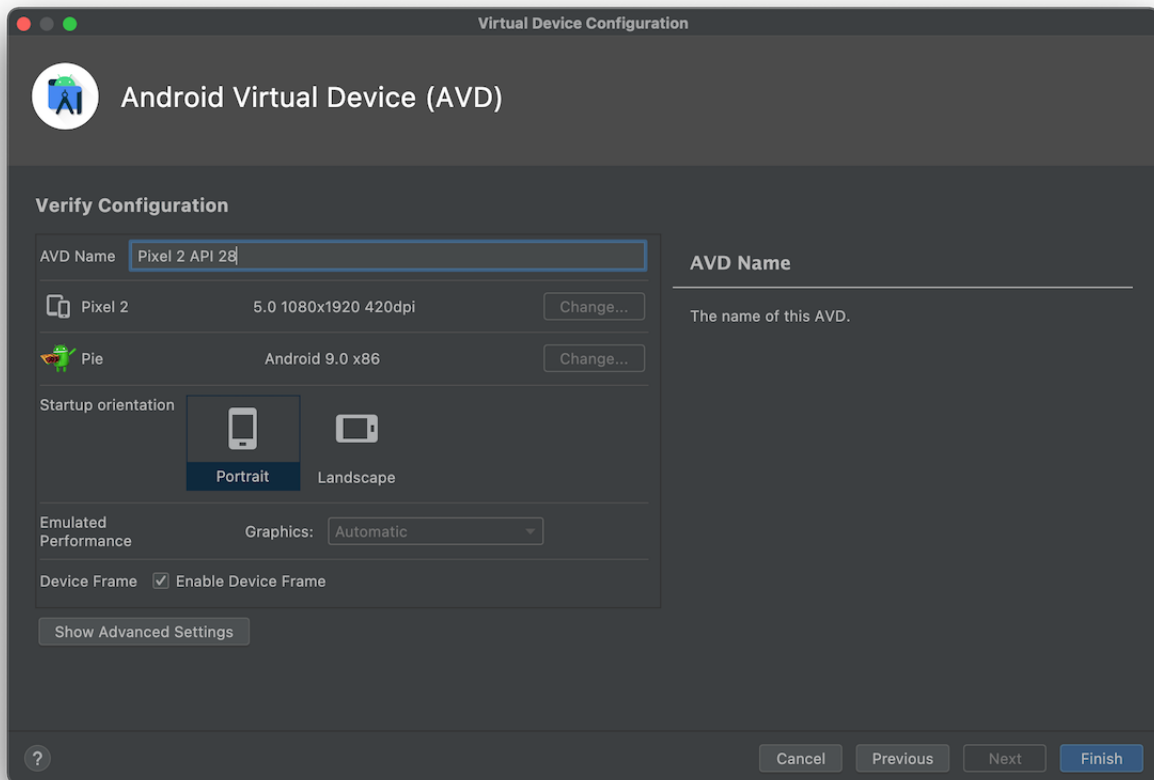 Virtual Device Configuration
Android Virtual Device (AVD)
Verify Configuration
AVD Name Pixel 2 API 28
Pixel 2 5.0 1080x1920 420dpi Change...
Pie Android 9.0 x86 Change...
Startup orientation
Portrait Landscape
Emulated
Performance
Graphics: Automatic
Device Frame Enable Device Frame
Show Advanced Settings
AVD Name
The name of this AVD.
? Cancel Previous Next Finish